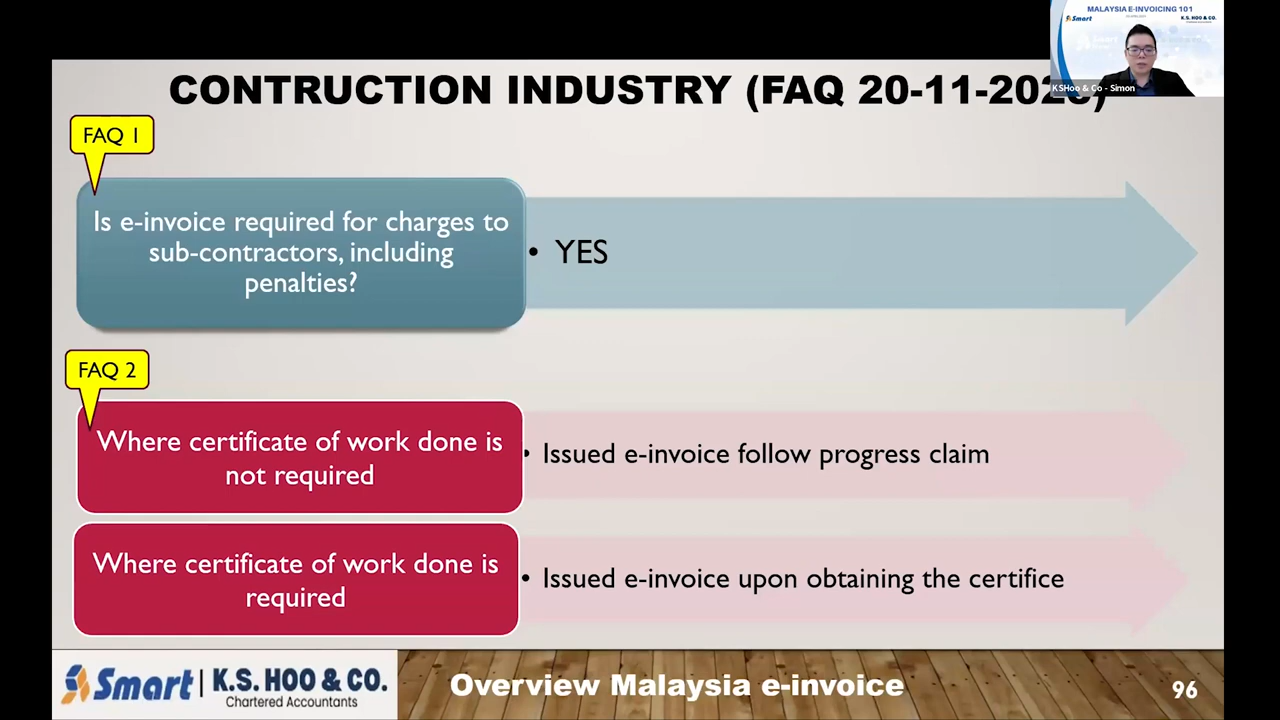 MALAYSIA E-INVOICING 101
Smart
K.S. HOO & CO.
KSHoo & Co - Simon
CONTRUCTION INDUSTRY (FAQ 20-11-202
FAQ 1
Is e-invoice required for charges to
sub-contractors, including
penalties?
• YES
FAQ 2
Where certificate of work done is
not required
• Issued e-invoice follow progress claim
Where certificate of work done is
required
• Issued e-invoice upon obtaining the certifice
Smart | K.S. HOO & CO.
Chartered Accountants
Overview Malaysia e-invoice
96